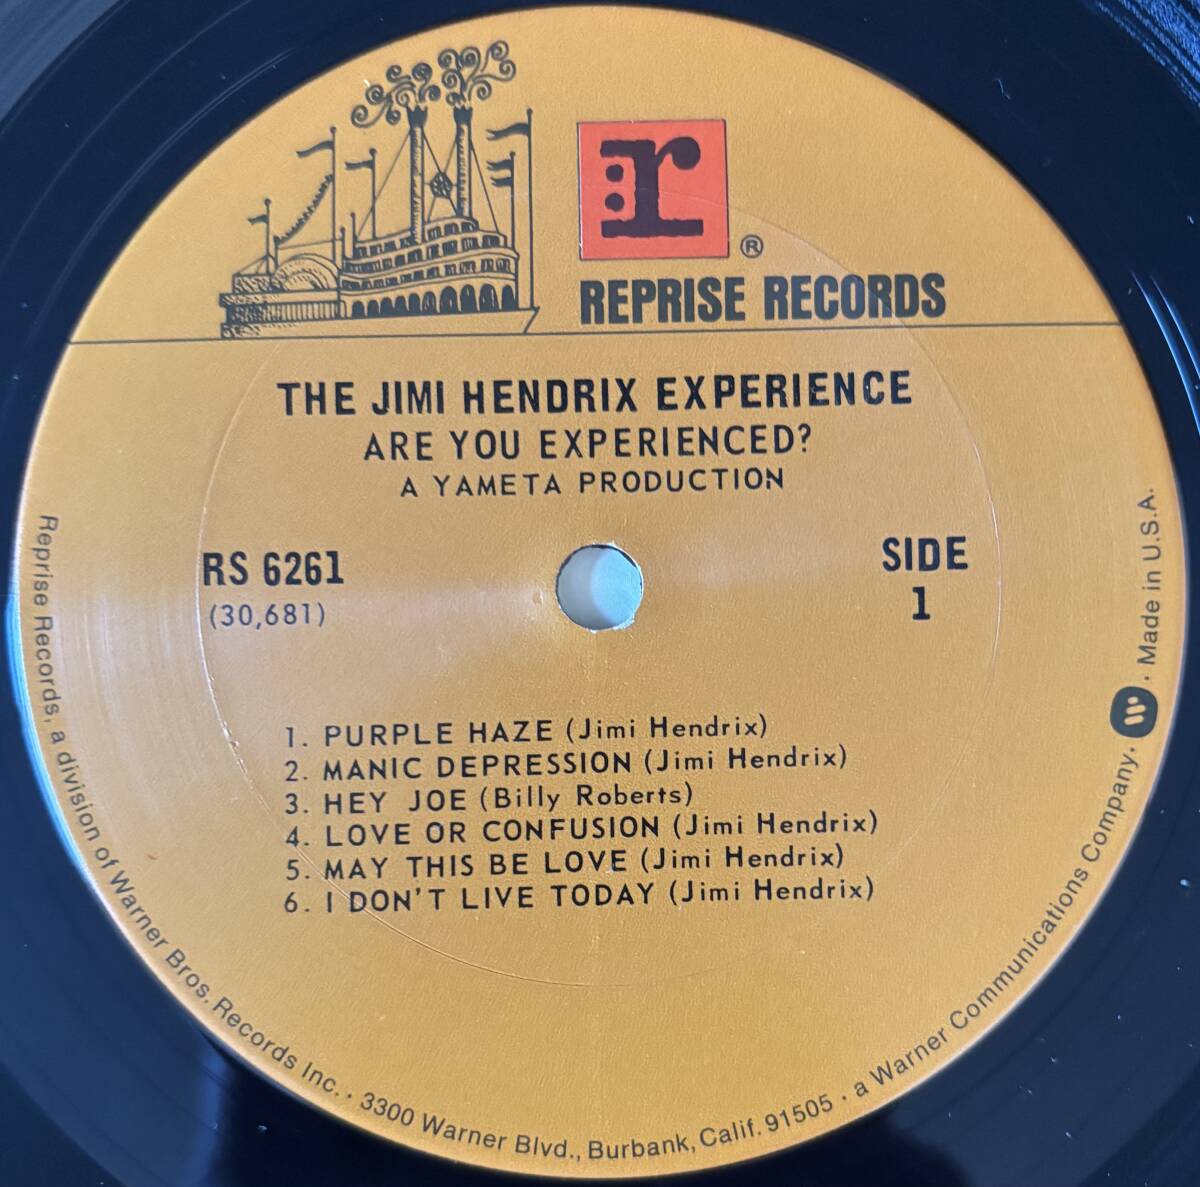 r
®
REPRISE RECORDS
THE JIMI HENDRIX EXPERIENCE
ARE YOU EXPERIENCED?
A YAMETA PRODUCTION
RS 6261
(30,681)
SIDE
1
1. PURPLE HAZE (Jimi Hendrix)
2. MANIC DEPRESSION (Jimi Hendrix)
3. HEY JOE (Billy Roberts)
4. LOVE OR CONFUSION (Jimi Hendrix)
5. MAY THIS BE LOVE (Jimi Hendrix)
6. I DON'T LIVE TODAY (Jimi Hendrix)
Reprise Records, a division of Warner Bros. Records Inc. · 3300 Warner Blvd., Burbank, Calif. 91505 · a Warner Communications Company. · Made in U.S.A.